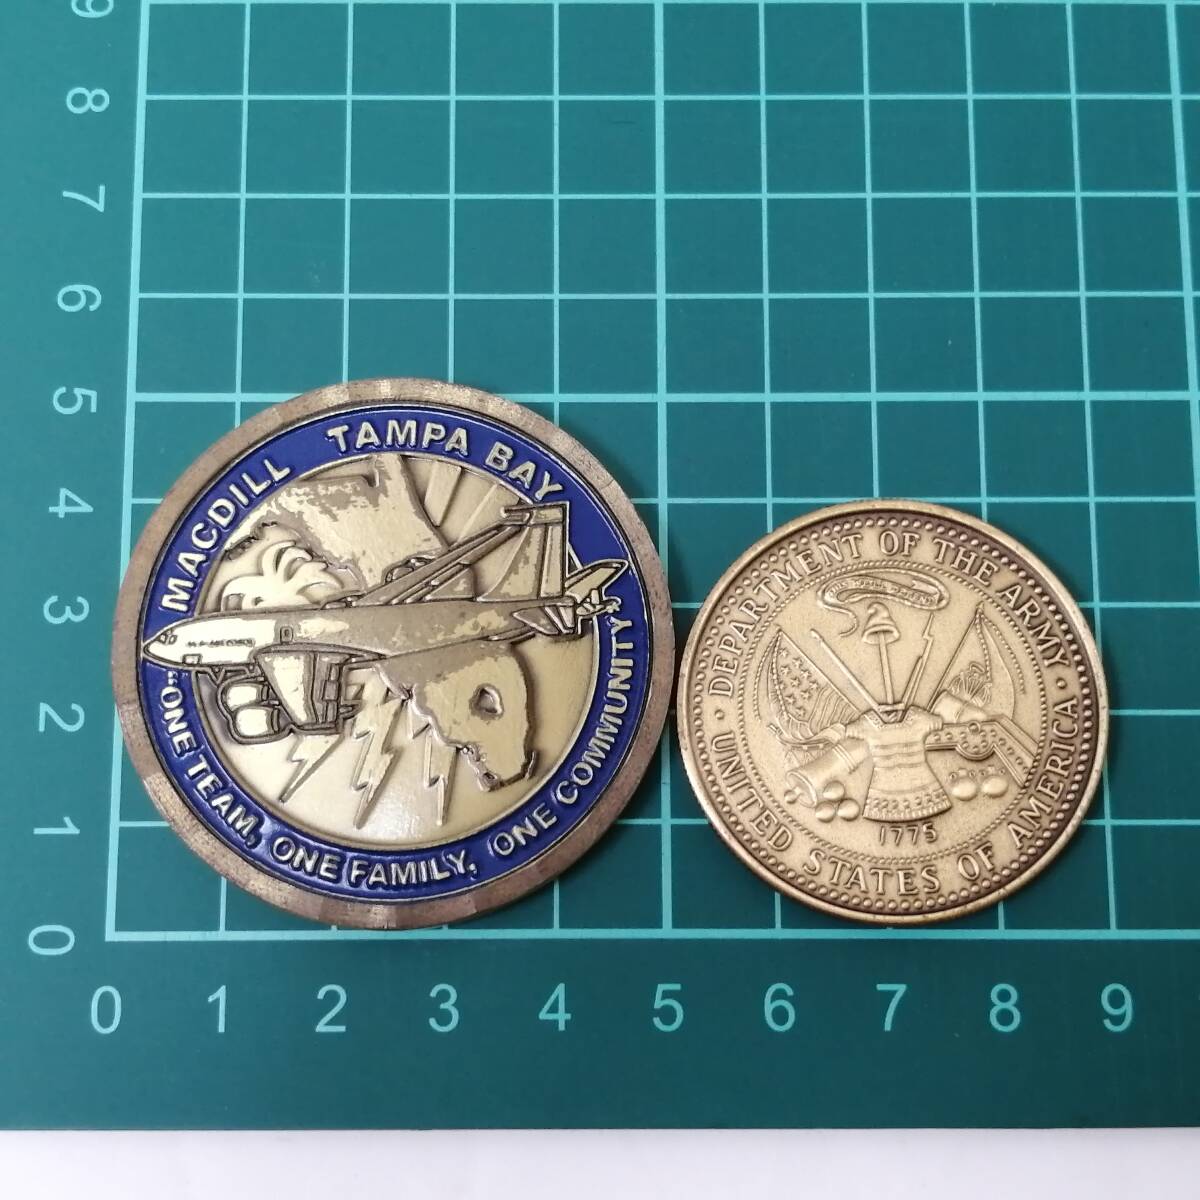 9
8
7
6
5
4
3
2
1
0
0 1 2 3 4 5 6 7 8 9
MACDILL TAMPA BAY
"ONE TEAM, ONE FAMILY, ONE COMMUNITY"
DEPARTMENT OF THE ARMY
UNITED STATES OF AMERICA
1775